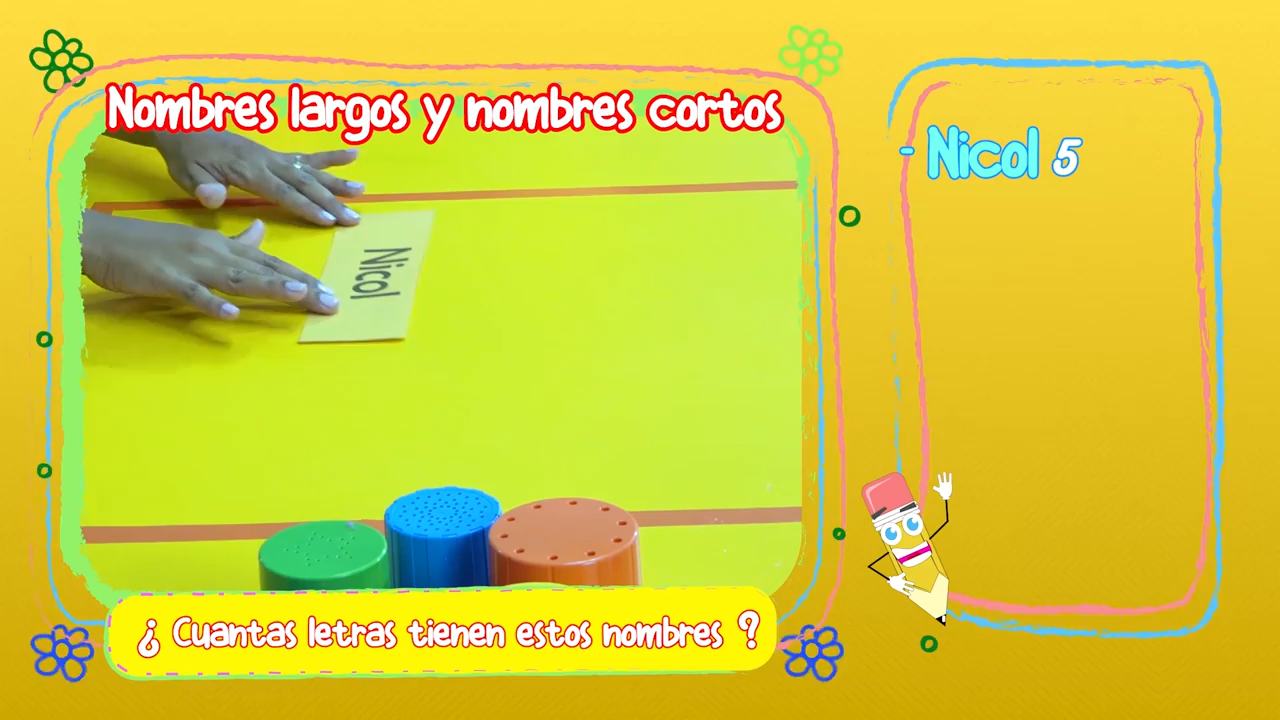 Nombres largos y nombres cortos
- Nicol 5
Nicol
¿ Cuantas letras tienen estos nombres ?